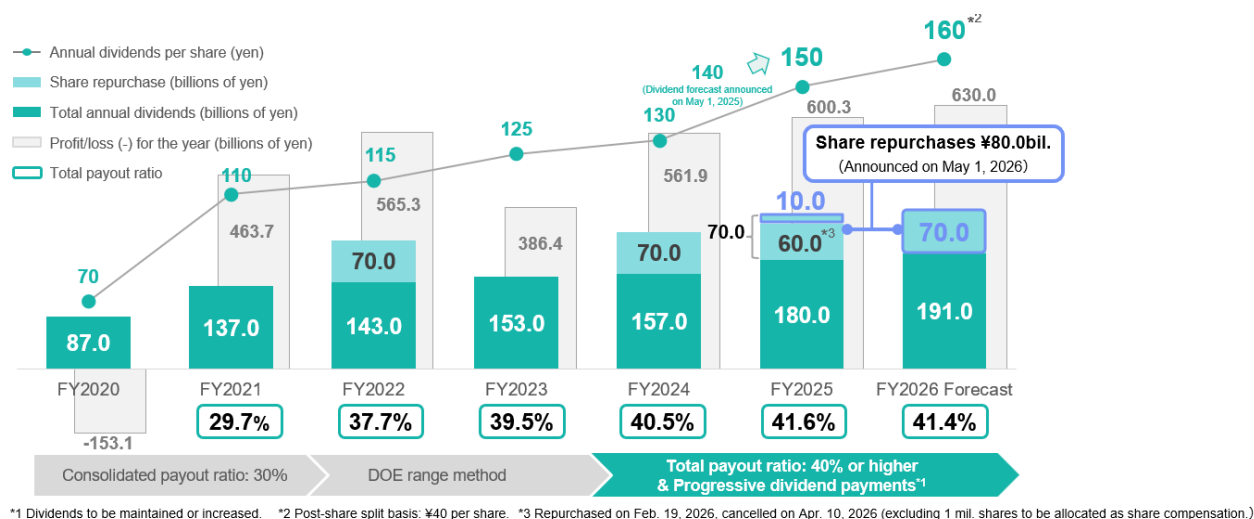 Annual dividends per share (yen)
Share repurchase (billions of yen)
Total annual dividends (billions of yen)
Profit/loss (-) for the year (billions of yen)
Total payout ratio
70
110
115
125
130
140
(Dividend forecast announced
on May 1, 2025)
150
160*2
-153.1
463.7
565.3
386.4
561.9
600.3
630.0
Share repurchases ¥80.0bil.
(Announced on May 1, 2026)
70.0
70.0
70.0
10.0
60.0*3
70.0
87.0
137.0
143.0
153.0
157.0
180.0
191.0
FY2020
FY2021
FY2022
FY2023
FY2024
FY2025
FY2026 Forecast
29.7%
37.7%
39.5%
40.5%
41.6%
41.4%
Consolidated payout ratio: 30%
DOE range method
Total payout ratio: 40% or higher
& Progressive dividend payments*1
*1 Dividends to be maintained or increased. *2 Post-share split basis: ¥40 per share. *3 Repurchased on Feb. 19, 2026, cancelled on Apr. 10, 2026 (excluding 1 mil. shares to be allocated as share compensation.)